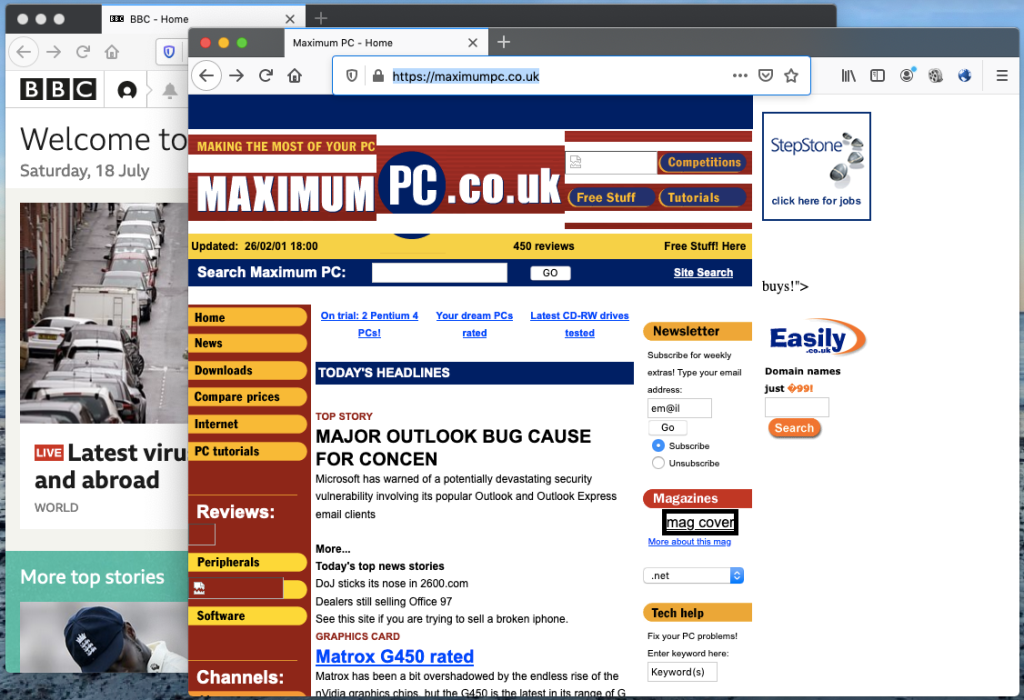 BBC - Home
Maximum PC - Home
https://maximumpc.co.uk
BBC
Welcome to
Saturday, 18 July
LIVE Latest viru
and abroad
WORLD
More top stories
MAKING THE MOST OF YOUR PC
MAXIMUM PC.co.uk
Competitions
Free Stuff
Tutorials
Updated: 26/02/01 18:00
450 reviews
Free Stuff! Here
Search Maximum PC:
GO
Site Search
Home
News
Downloads
Compare prices
Internet
PC tutorials
Reviews:
Peripherals
Software
Channels:
On trial: 2 Pentium 4
PCs!
Your dream PCs
rated
Latest CD-RW drives
tested
TODAY'S HEADLINES
TOP STORY
MAJOR OUTLOOK BUG CAUSE
FOR CONCEN
Microsoft has warned of a potentially devastating security
vulnerability involving its popular Outlook and Outlook Express
email clients
More...
Today's top news stories
DoJ sticks its nose in 2600.com
Dealers still selling Office 97
See this site if you are trying to sell a broken iphone.
GRAPHICS CARD
Matrox G450 rated
Matrox has been a bit overshadowed by the endless rise of the
nVidia graphics chips, but the G450 is the latest in its range of G
Newsletter
Subscribe for weekly
extras! Type your email
address:
em@il
Go
Subscribe
Unsubscribe
Magazines
mag cover
More about this mag
.net
Tech help
Fix your PC problems!
Enter keyword here:
Keyword(s)
StepStone
click here for jobs
buys!">
Easily
.co.uk
Domain names
just �99!
Search